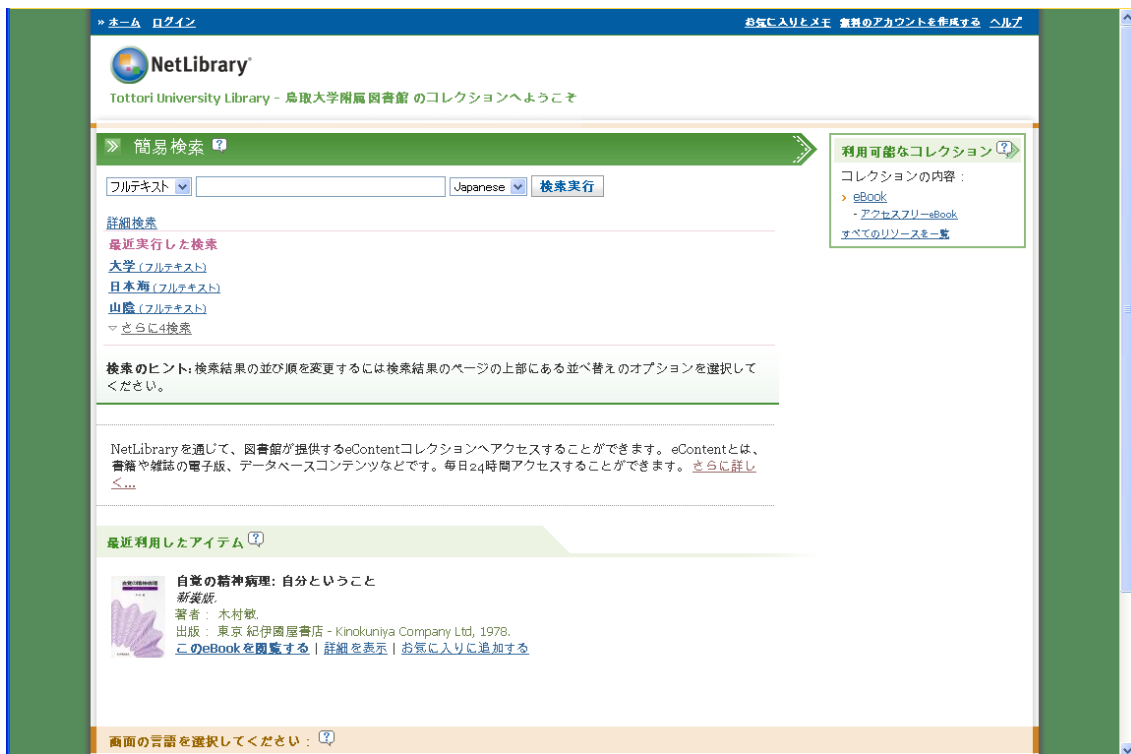 » ホーム ログイン お気に入りとメモ 無料のアカウントを作成する ヘルプ
NetLibrary®
Tottori University Library - 鳥取大学附属図書館 のコレクションへようこそ
簡易検索 ?
フルテキスト Japanese 検索実行
詳細検索
最近実行した検索
大学 (フルテキスト)
日本海 (フルテキスト)
山陰 (フルテキスト)
▽ さらに4検索
検索のヒント: 検索結果の並び順を変更するには検索結果のページの上部にある並べ替えのオプションを選択して
ください。
利用可能なコレクション ?
コレクションの内容 :
› eBook
- アクセスフリーeBook
すべてのリソースを一覧
NetLibraryを通じて、図書館が提供するeContentコレクションへアクセスすることができます。 eContentとは、
書籍や雑誌の電子版、データベースコンテンツなどです。毎日24時間アクセスすることができます。 さらに詳し
く...
最近利用したアイテム ?
自覚の精神病理
自覚の精神病理: 自分ということ
新装版.
著者 : 木村敏.
出版 : 東京 紀伊國屋書店 - Kinokuniya Company Ltd, 1978.
このeBookを閲覧する | 詳細を表示 | お気に入りに追加する
画面の言語を選択してください : ?